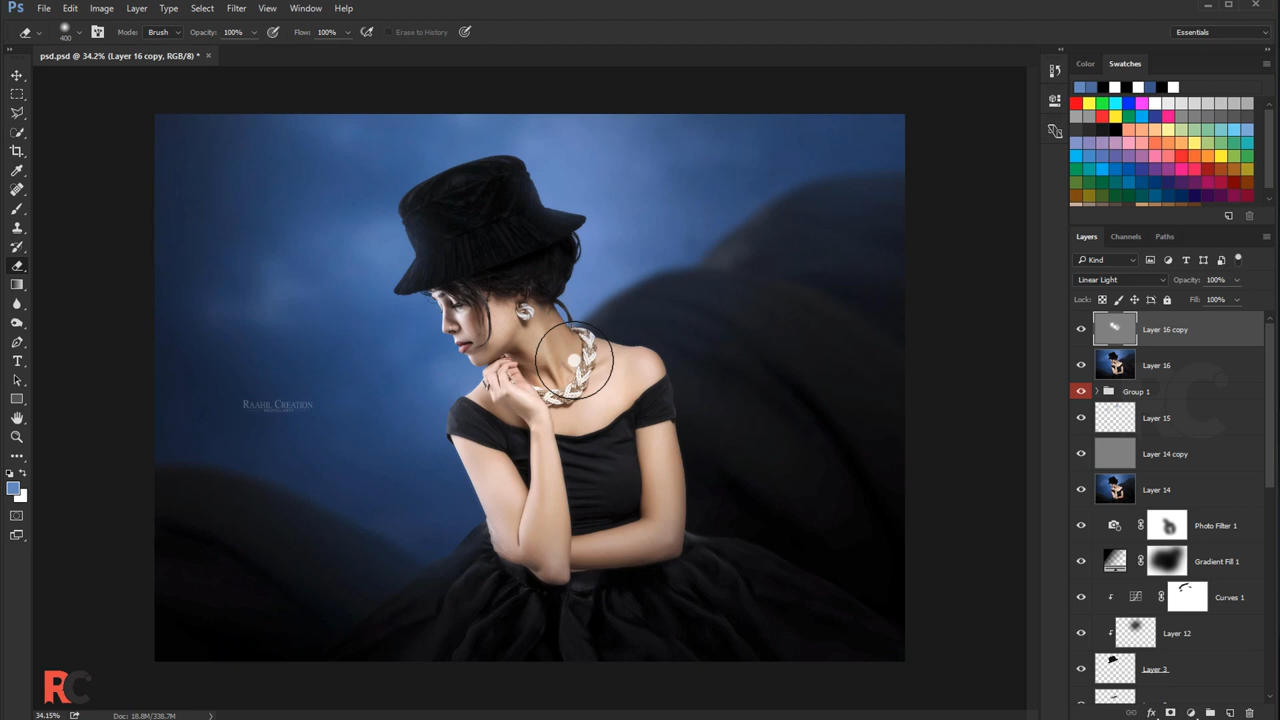 Ps File Edit Image Layer Type Select Filter View Window Help
400 Mode: Brush Opacity: 100% Flow: 100% Erase to History Essentials
psd.psd @ 34.2% (Layer 16 copy, RGB/8) * ×
Color Swatches
Layers Channels Paths
Kind
Linear Light Opacity: 100%
Lock: Fill: 100%
Layer 16 copy
Layer 16
Group 1
Layer 15
Layer 14 copy
Layer 14
Photo Filter 1
Gradient Fill 1
Curves 1
Layer 12
Layer 3
RAAHIL CREATION
RC
RC
34.15% Doc: 18.8M/338.7M
fx